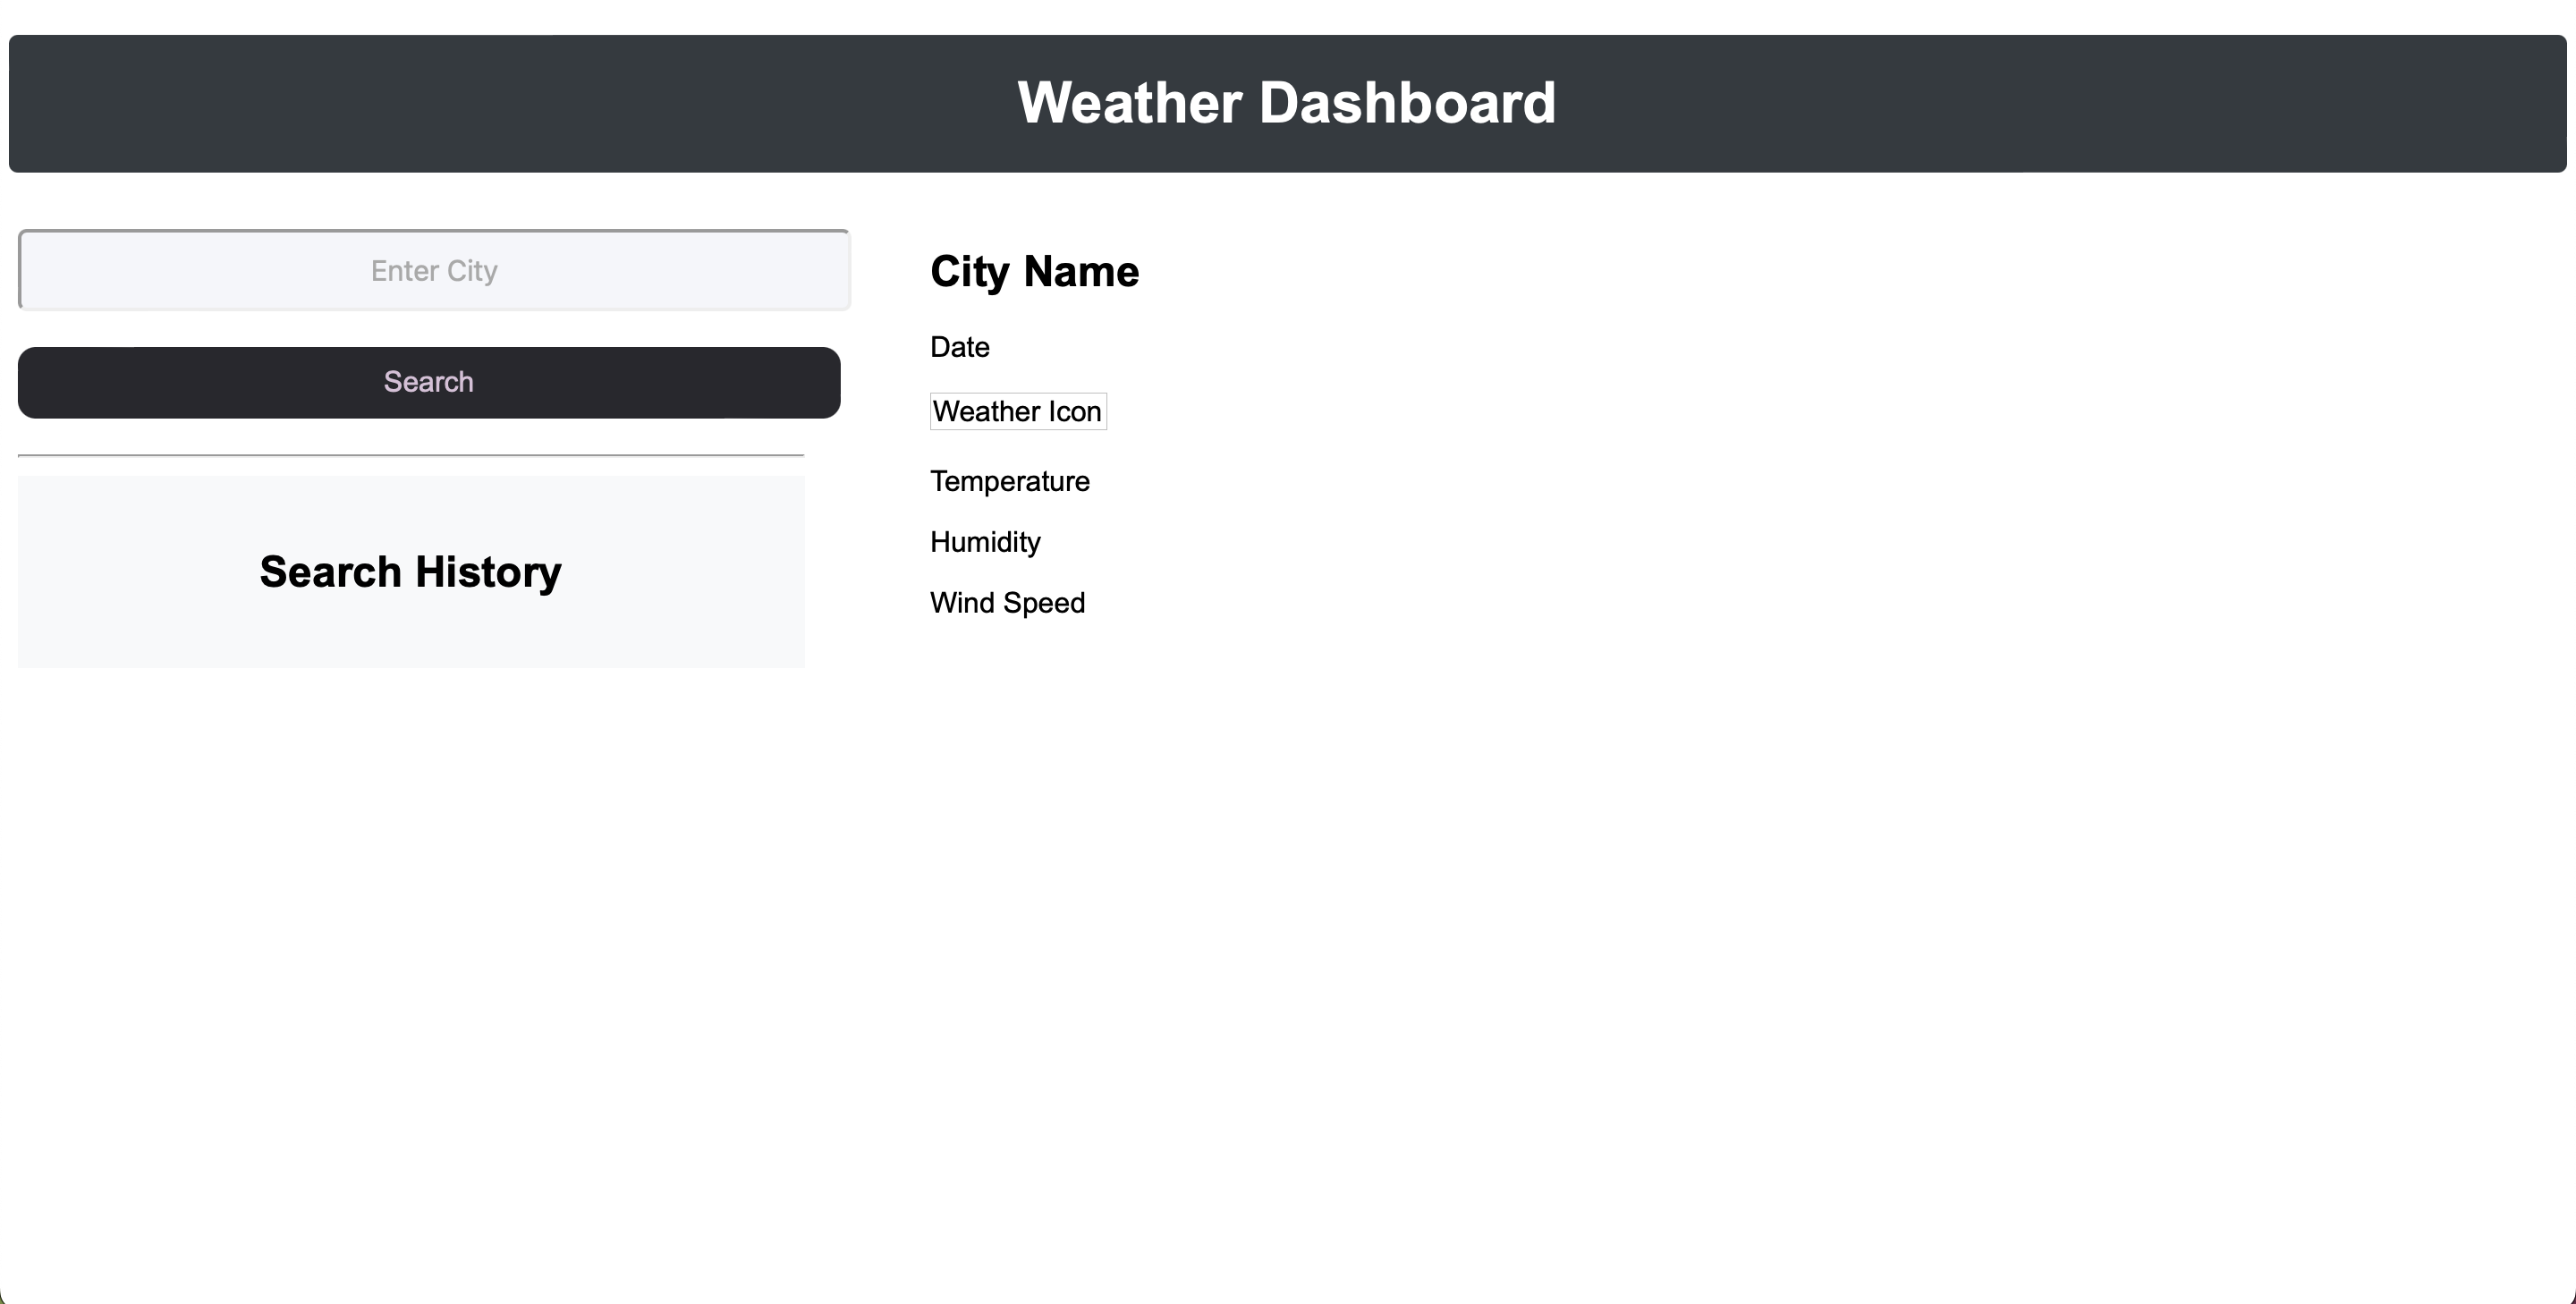 Weather Dashboard
Enter City
Search
Search History
City Name
Date
Weather Icon
Temperature
Humidity
Wind Speed